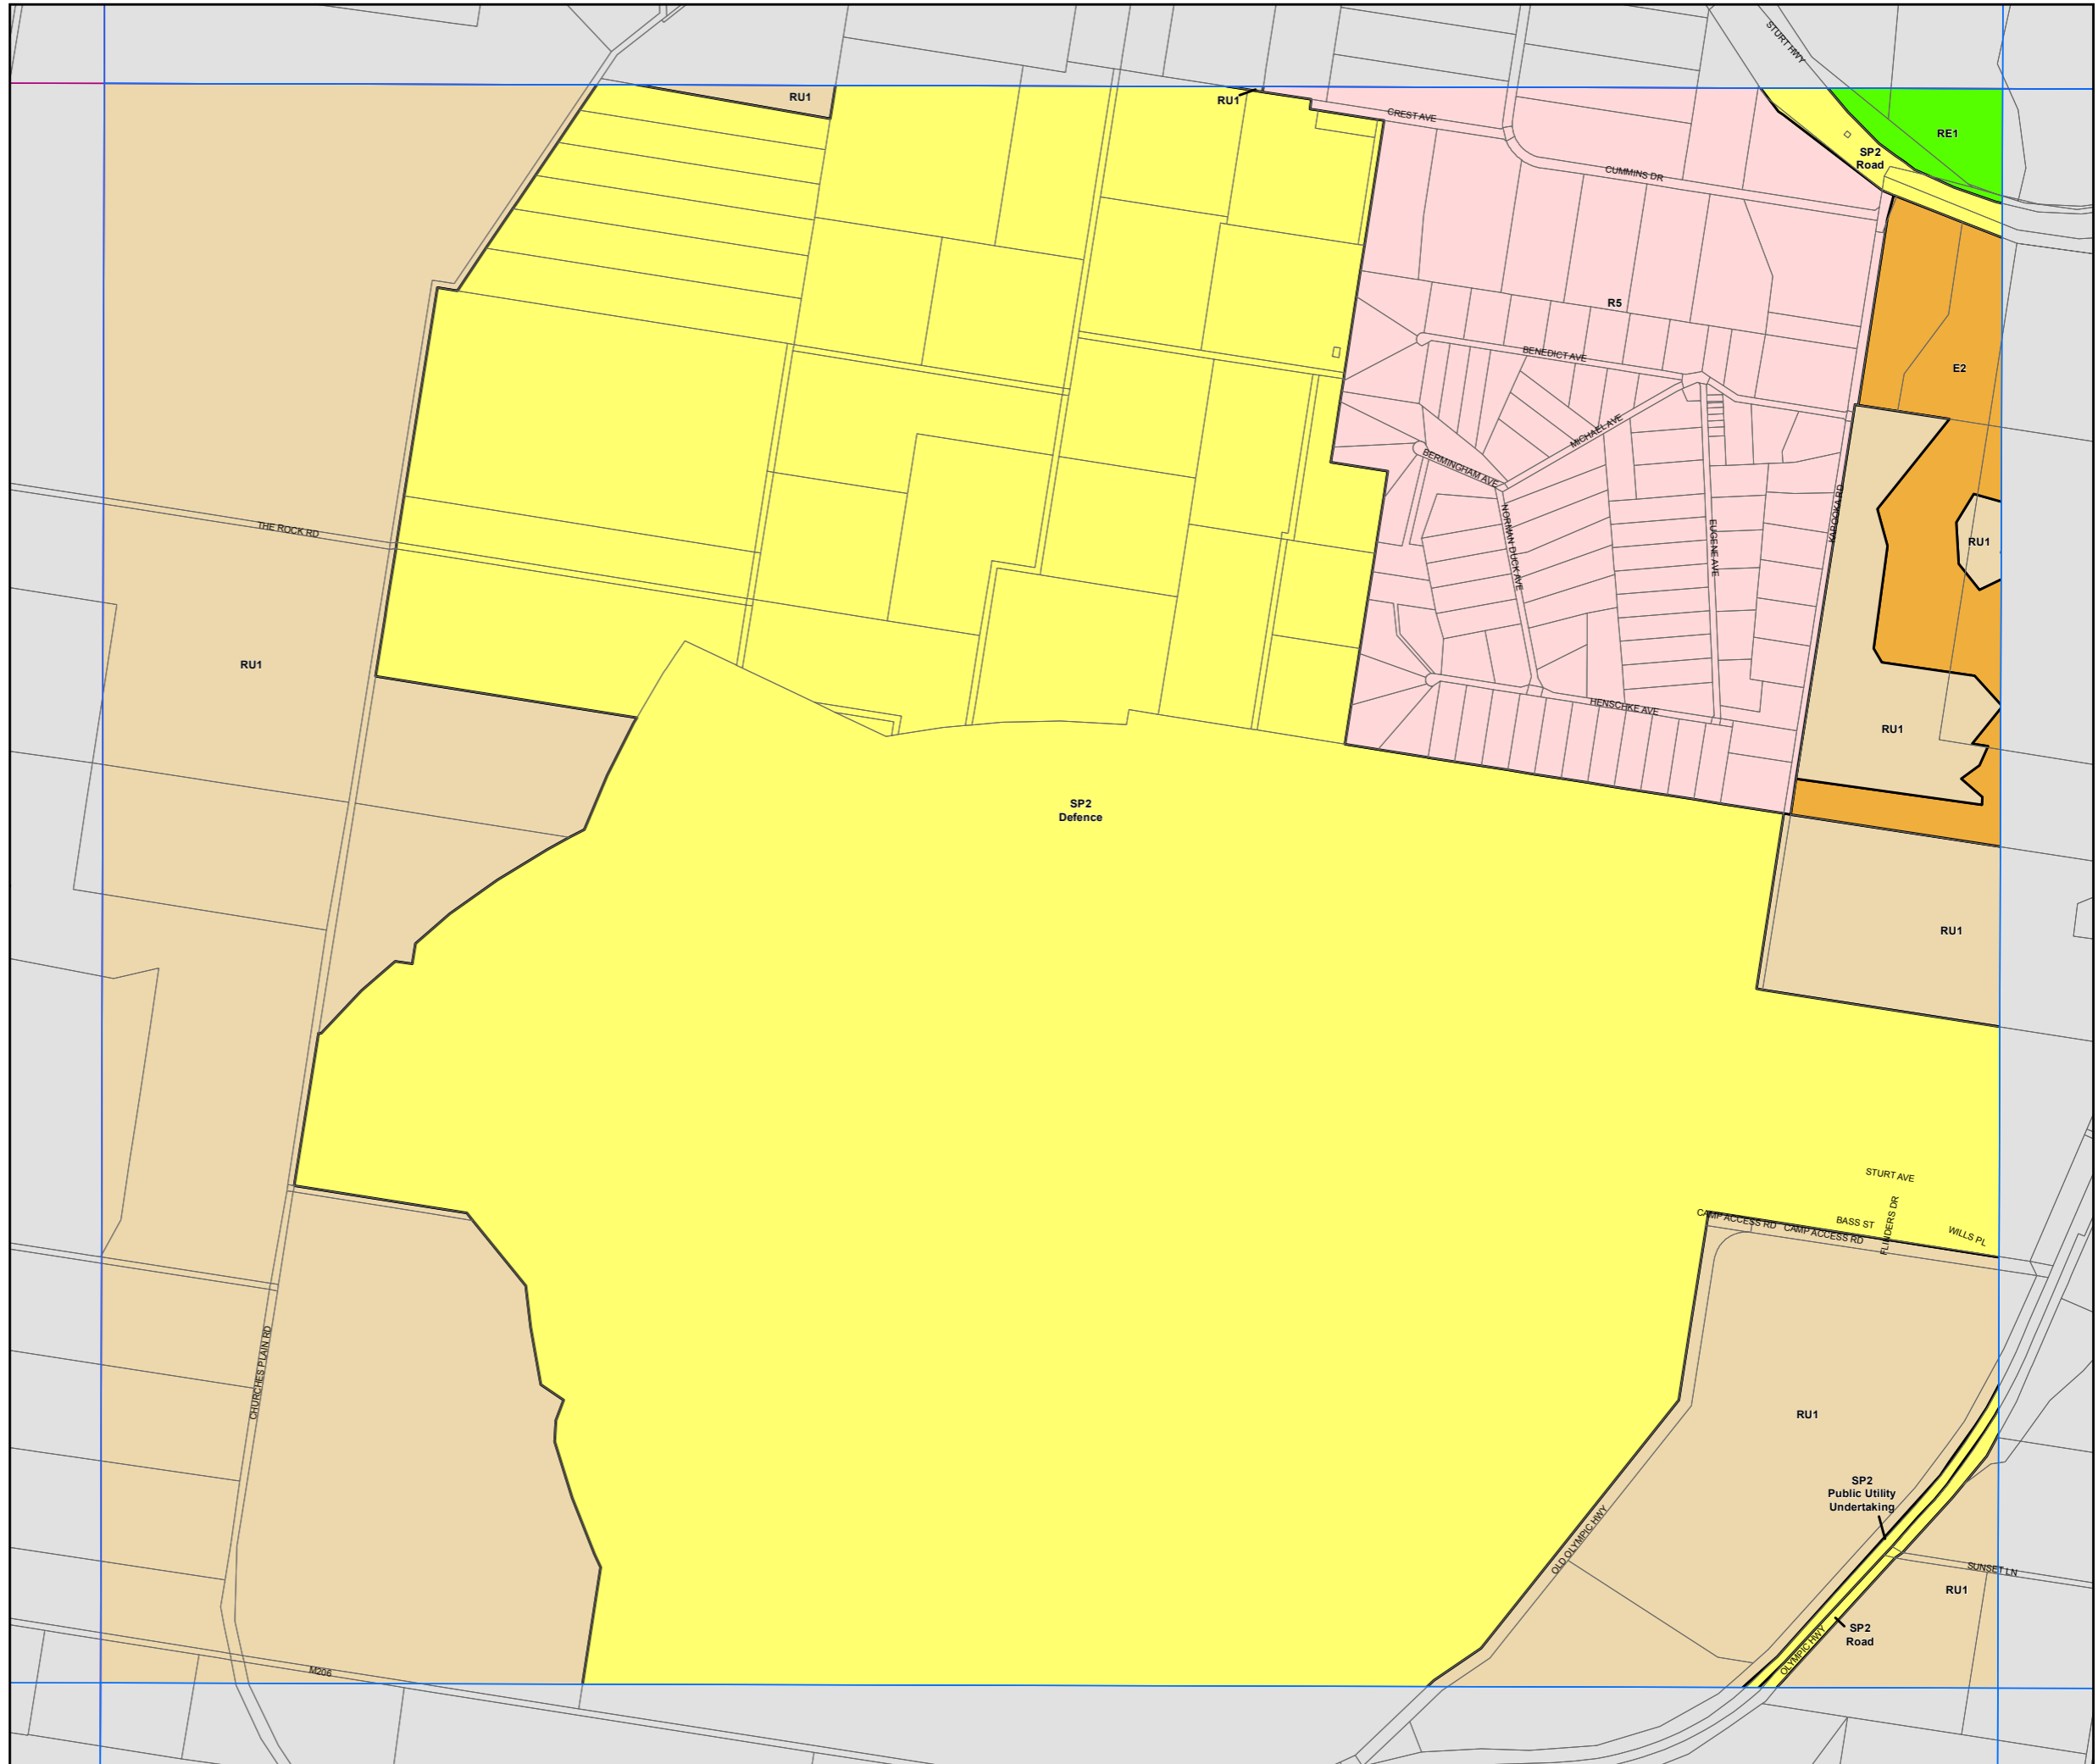 STURT HWY
RU1
RU1
CREST AVE
RE1
SP2
Road
CUMMINS DR
R5
BENEDICT AVE
E2
MICHAEL AVE
BERMINGHAM AVE
KAPOOKA RD
NORMAN DUCK AVE
EUGENE AVE
THE ROCK RD
RU1
RU1
HENSCHKE AVE
RU1
SP2
Defence
RU1
STURT AVE
CAMP ACCESS RD
BASS ST
FLINDERS DR
CAMP ACCESS RD
WILLS PL
CHURCHES PLAIN RD
RU1
SP2
Public Utility
Undertaking
OLD OLYMPIC HWY
SUNSET LN
RU1
SP2
Road
OLYMPIC HWY
M206